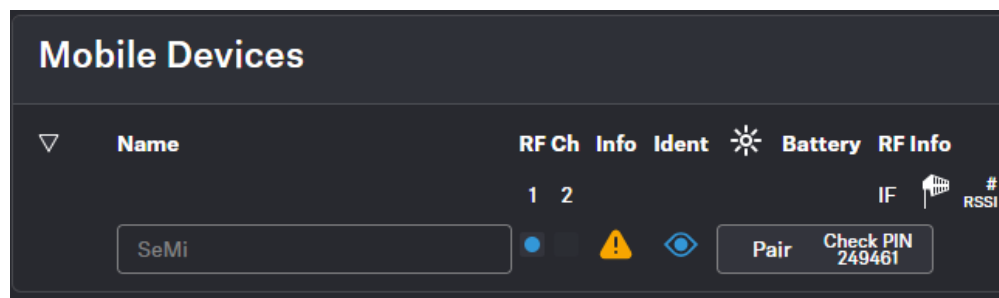 Mobile Devices
Name RF Ch Info Ident Battery RF Info
1 2 IF # RSSI
SeMi Pair Check PIN 249461